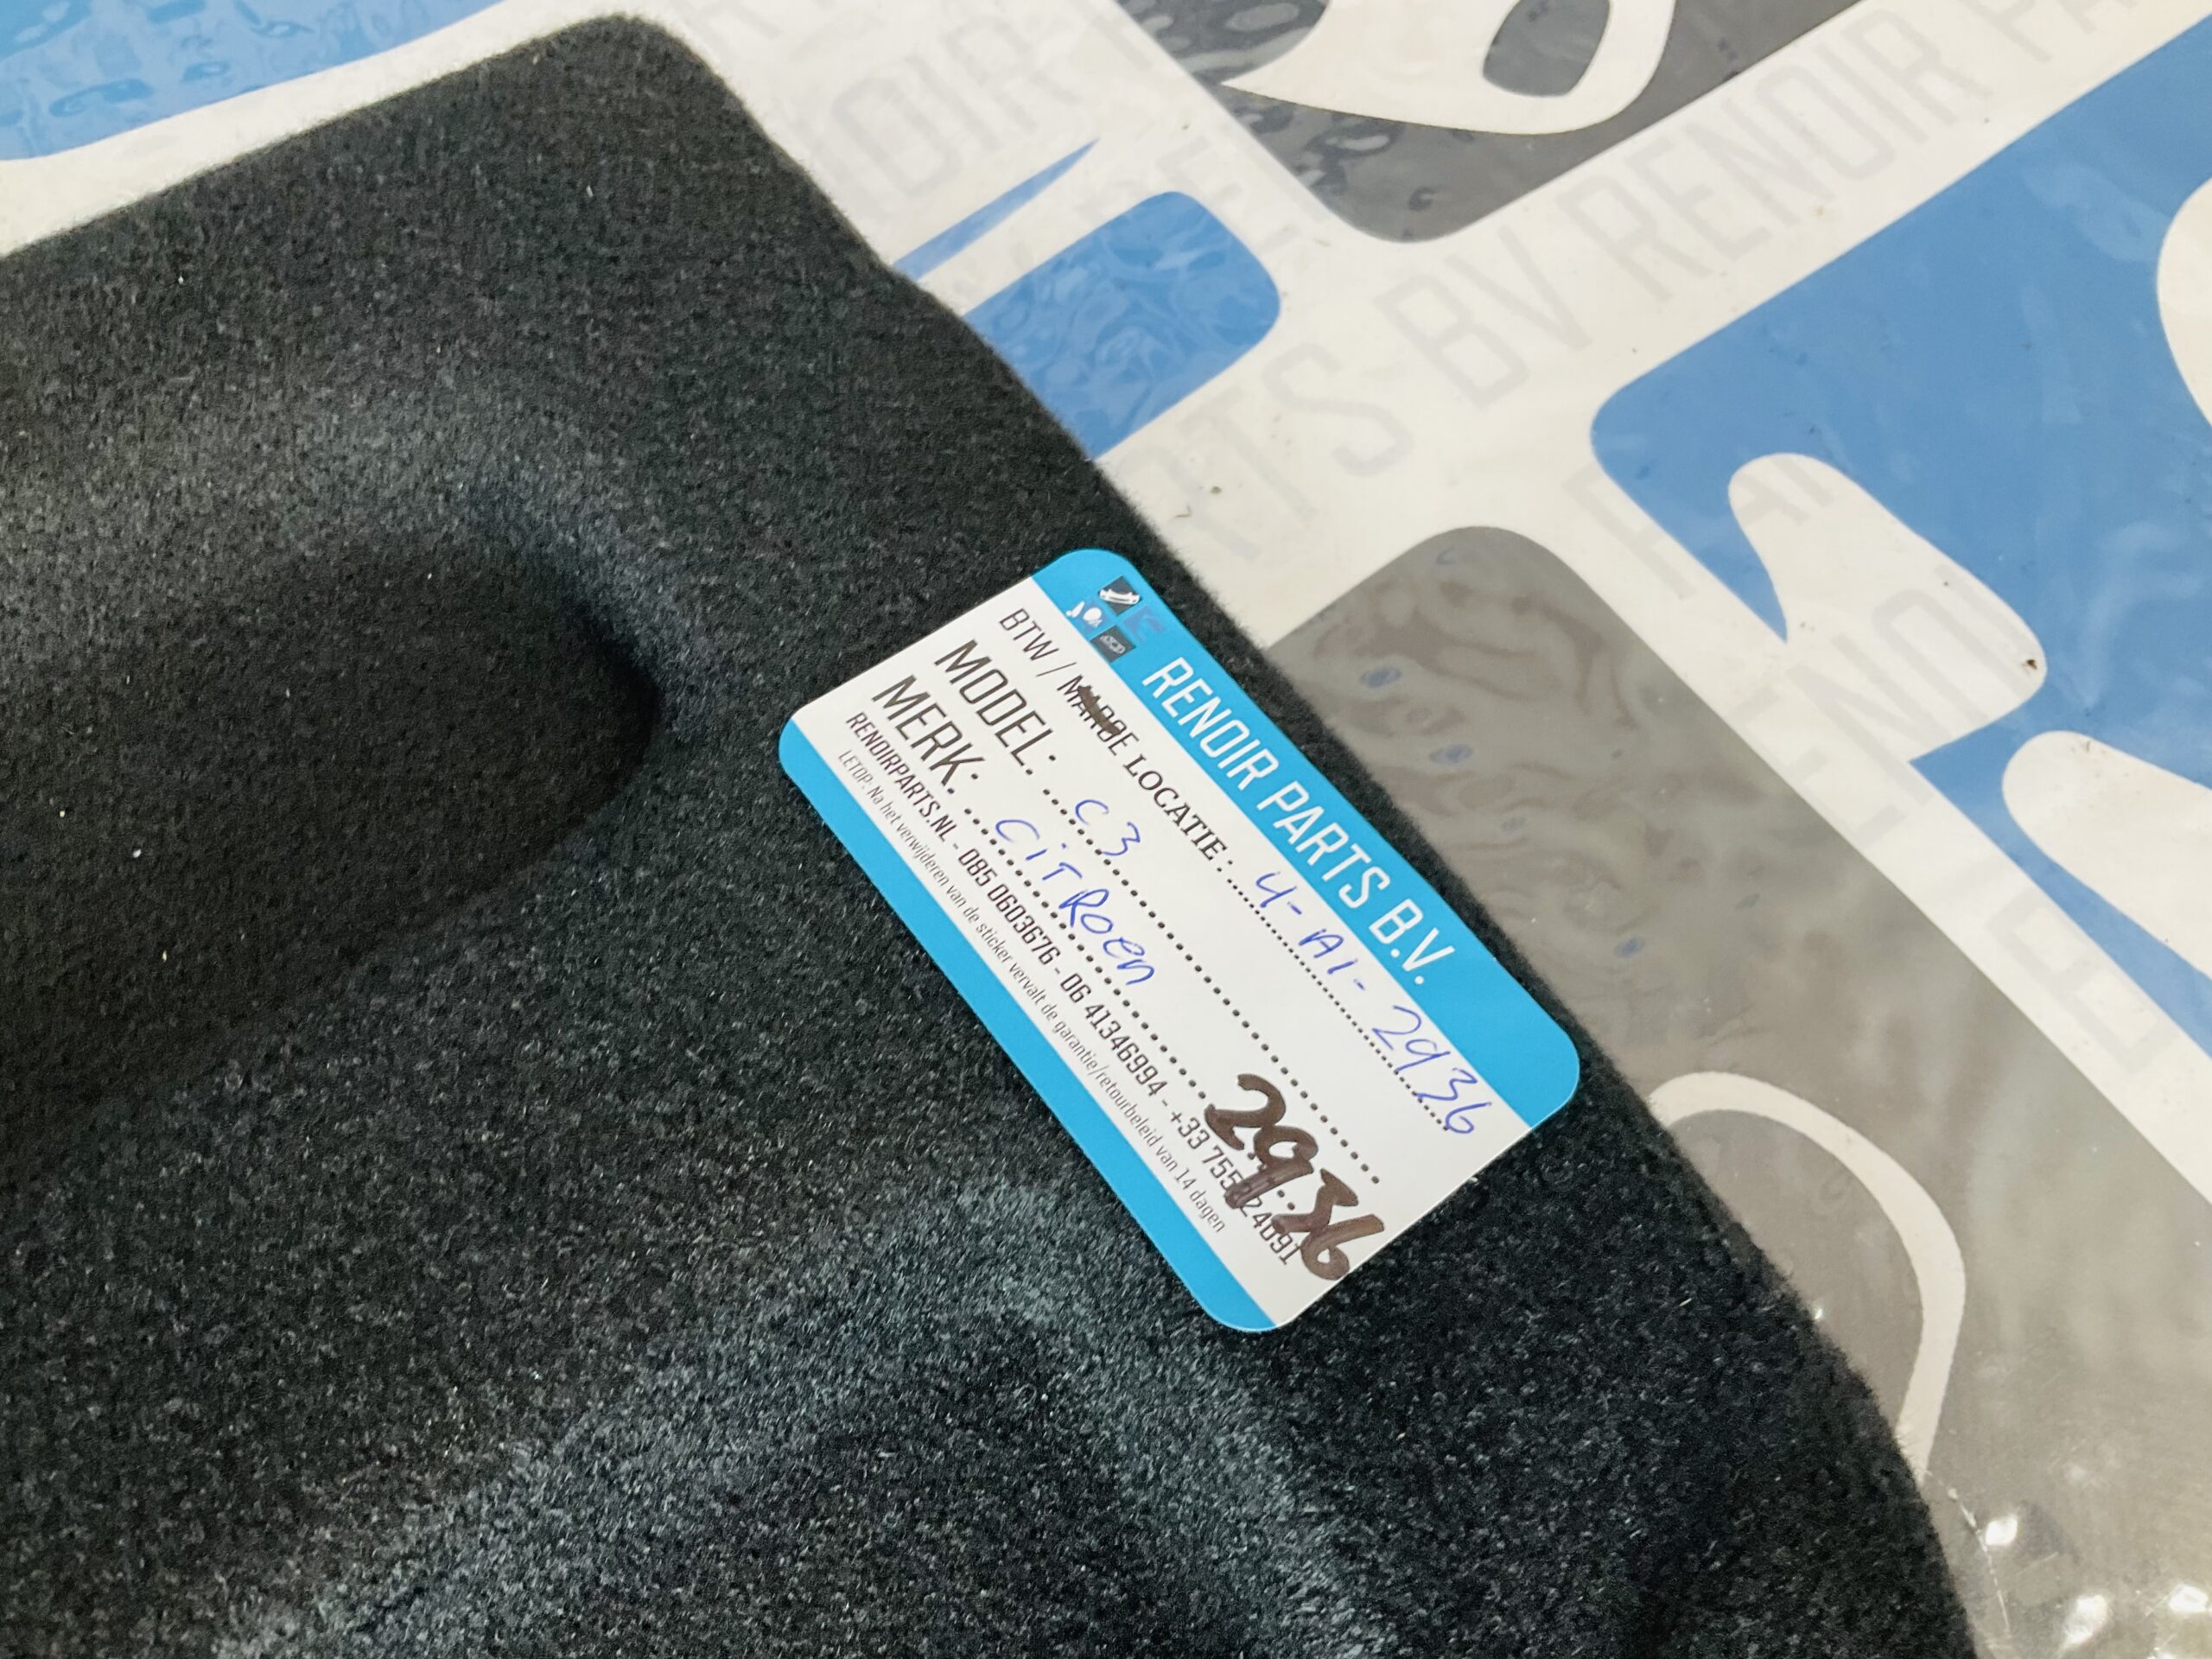 RENOIR PARTS B.V.
BTW / MARGE LOCATIE: 4-A1-2936
MODEL: C3
MERK: CiTROen
2936
RENOIRPARTS.NL - 085 0603676 - 06 41346994 - +33 755
LETOP: Na het verwijderen van de sticker vervalt de garantie/retourbeleid van 14 dagen
RENOIR PARTS BV RENOIR